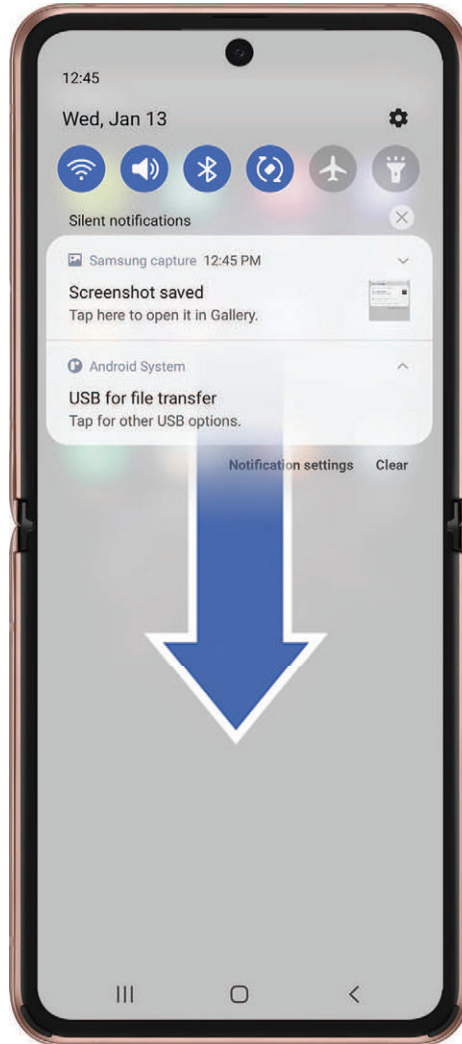 12:45
Wed, Jan 13
Silent notifications
Samsung capture 12:45 PM
Screenshot saved
Tap here to open it in Gallery.
Android System
USB for file transfer
Tap for other USB options.
Notification settings Clear